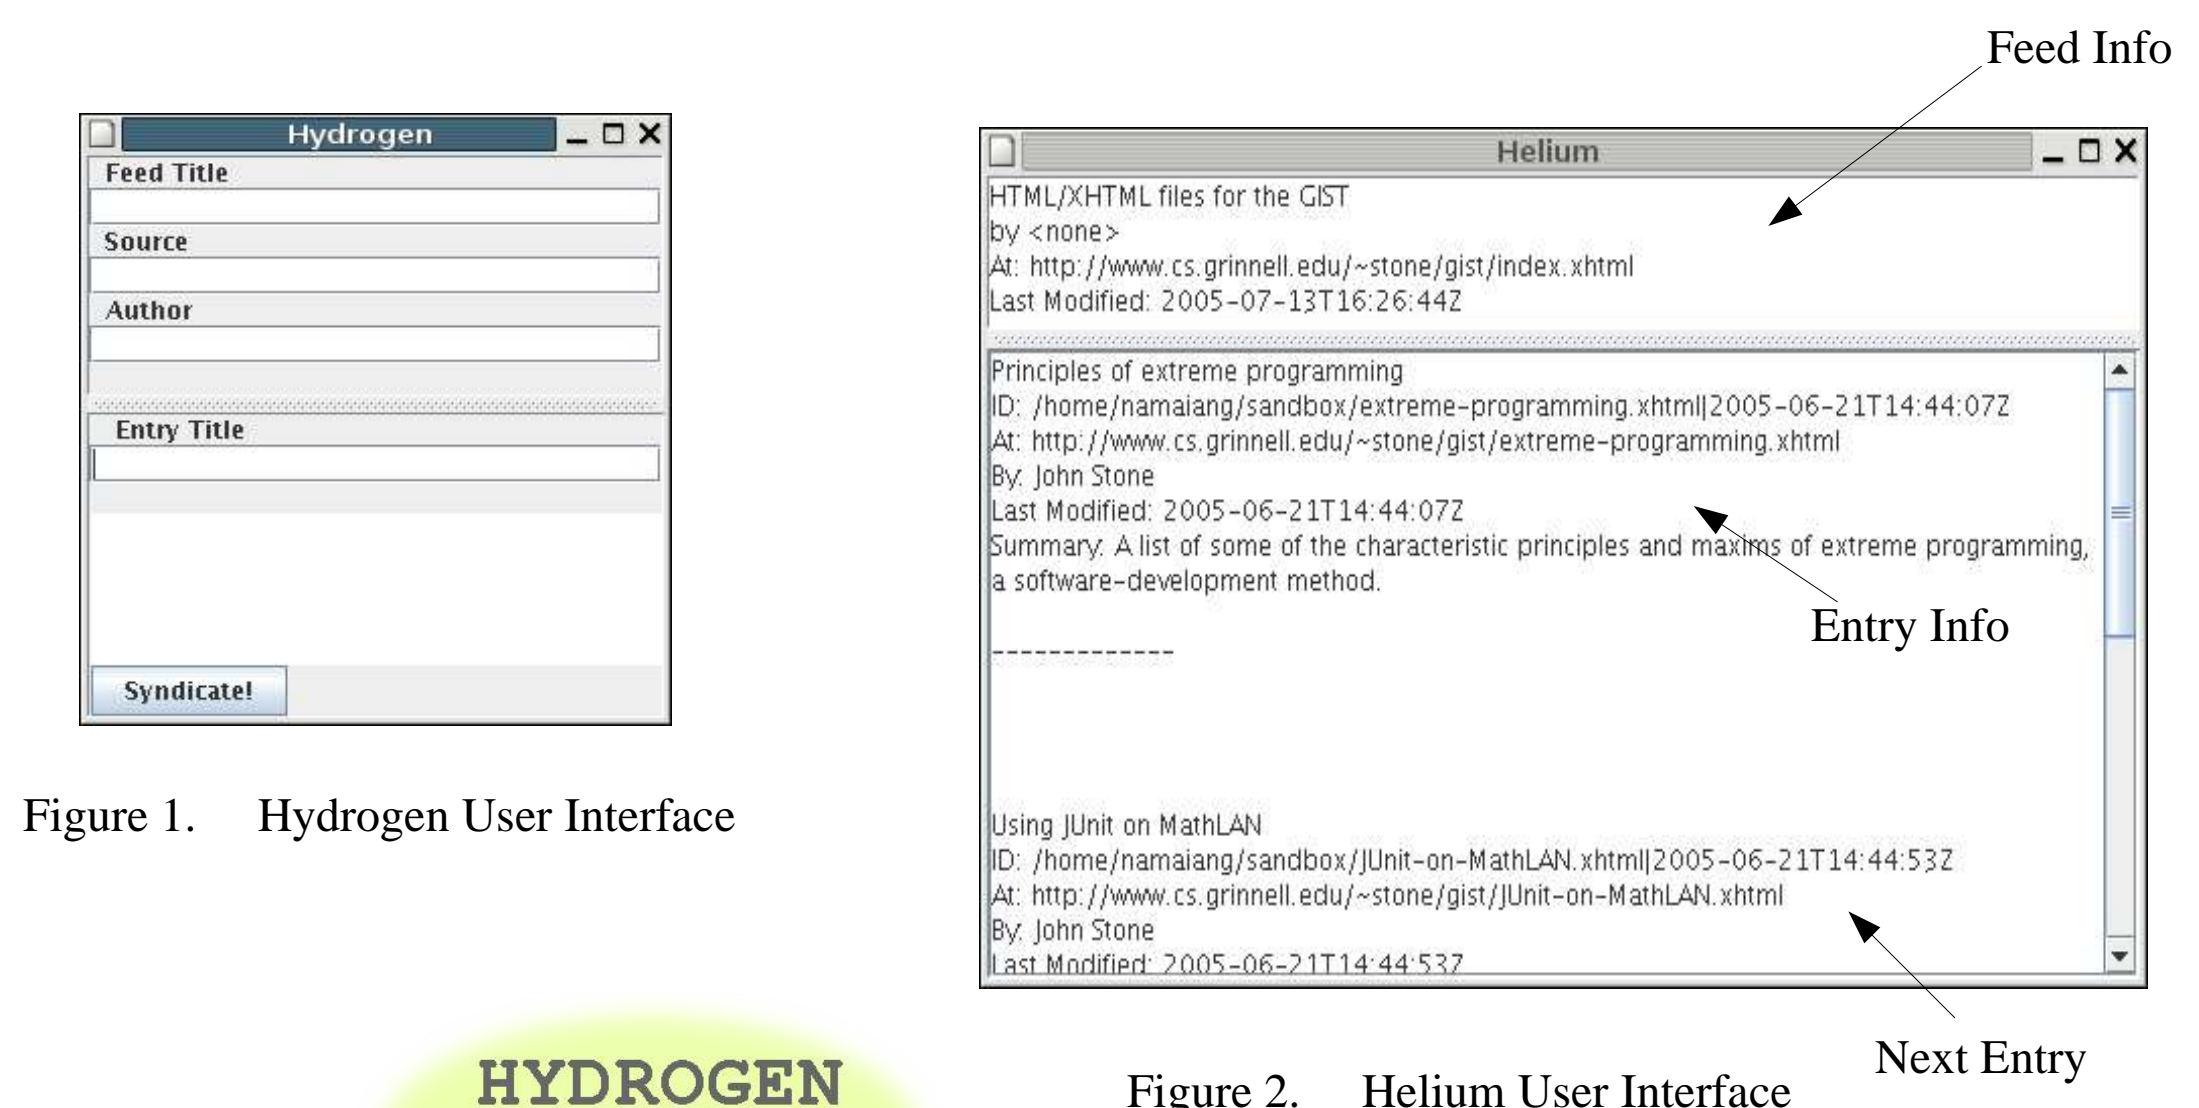 Feed Info
Hydrogen
Feed Title
Source
Author
Entry Title
Syndicate!
Figure 1. Hydrogen User Interface
Helium
HTML/XHTML files for the GIST
by <none>
At: http://www.cs.grinnell.edu/~stone/gist/index.xhtml
Last Modified: 2005-07-13T16:26:44Z
Principles of extreme programming
ID: /home/namaiang/sandbox/extreme-programming.xhtml|2005-06-21T14:44:07Z
At: http://www.cs.grinnell.edu/~stone/gist/extreme-programming.xhtml
By: John Stone
Last Modified: 2005-06-21T14:44:07Z
Summary: A list of some of the characteristic principles and maxims of extreme programming,
a software-development method.
-------------
Entry Info
Using JUnit on MathLAN
ID: /home/namaiang/sandbox/JUnit-on-MathLAN.xhtml|2005-06-21T14:44:53Z
At: http://www.cs.grinnell.edu/~stone/gist/JUnit-on-MathLAN.xhtml
By: John Stone
Last Modified: 2005-06-21T14:44:53Z
Next Entry
HYDROGEN
Figure 2. Helium User Interface